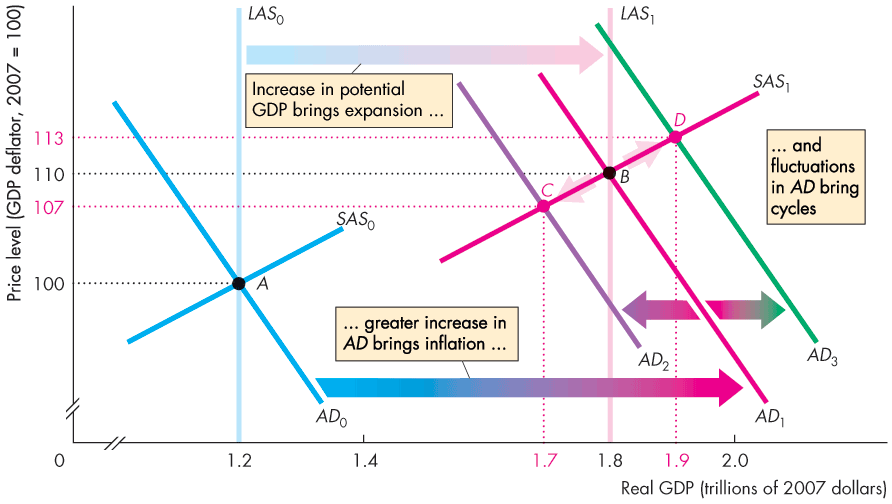 LAS0
LAS1
Price level (GDP deflator, 2007 = 100)
Increase in potential
GDP brings expansion ...
SAS1
113
D
... and
fluctuations
in AD bring
cycles
110
B
C
107
SAS0
100
A
... greater increase in
AD brings inflation ...
AD2
AD3
AD0
AD1
0
1.2
1.4
1.7
1.8
1.9
2.0
Real GDP (trillions of 2007 dollars)